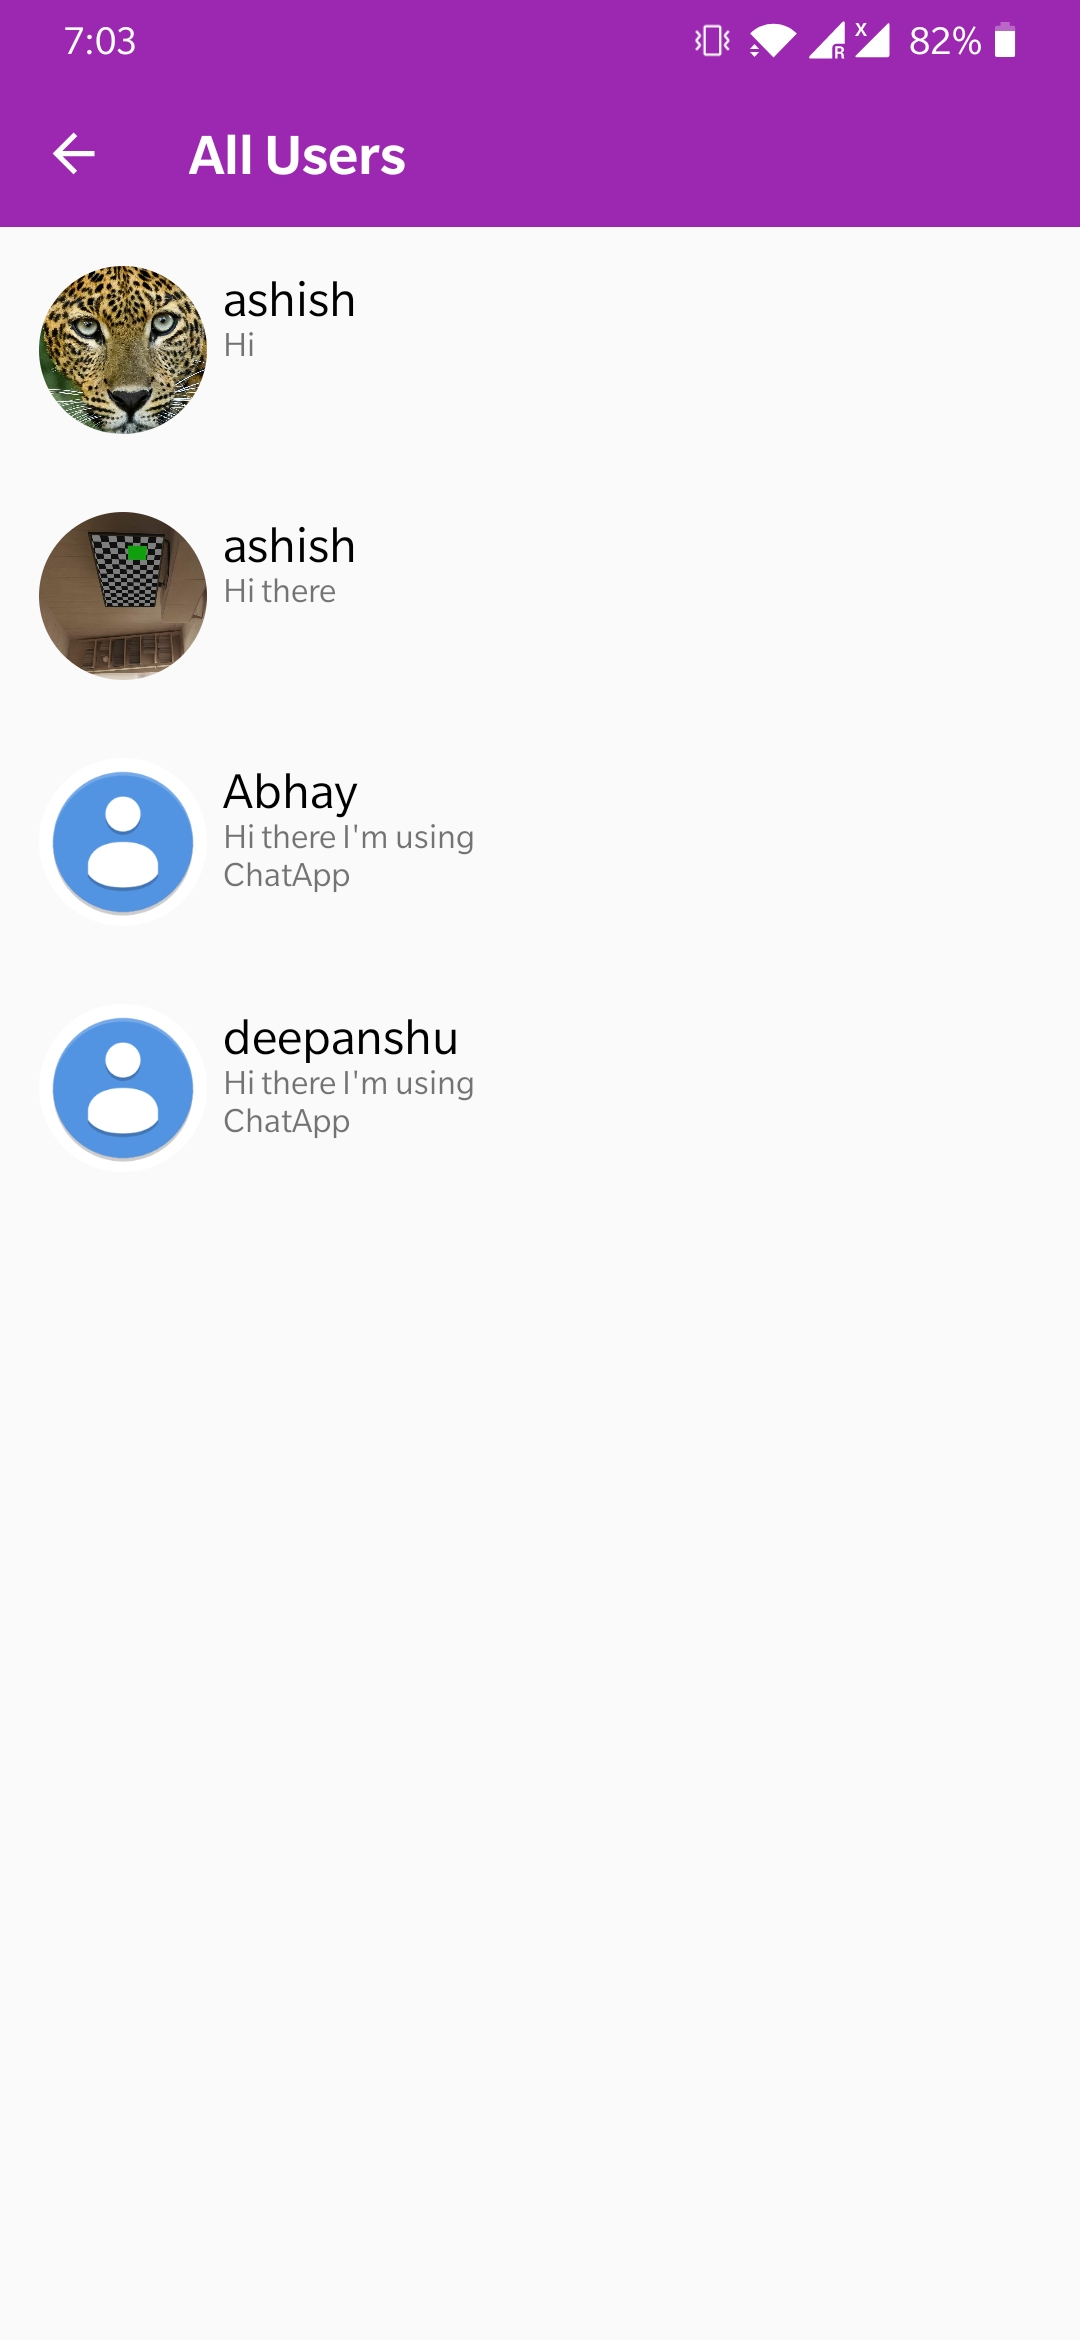 7:03
R X 82%
All Users
ashish
Hi
ashish
Hi there
Abhay
Hi there I'm using
ChatApp
deepanshu
Hi there I'm using
ChatApp